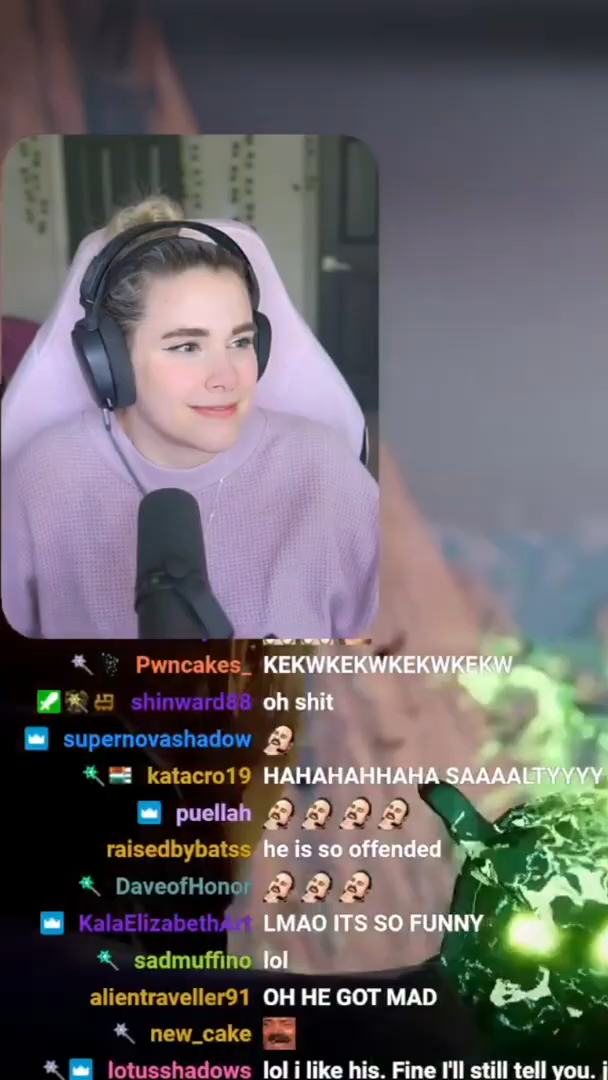 Pwncakes_ KEKWKEKWKEKWKEKW
shinward88 oh shit
supernovashadow
katacro19 HAHAHAHHAHA SAAAALTYYYY
puellah
raisedbybatss he is so offended
DaveofHonor
KalaElizabethArt LMAO ITS SO FUNNY
sadmuffino lol
alientraveller91 OH HE GOT MAD
new_cake
lotusshadows lol i like his. Fine I'll still tell you. i